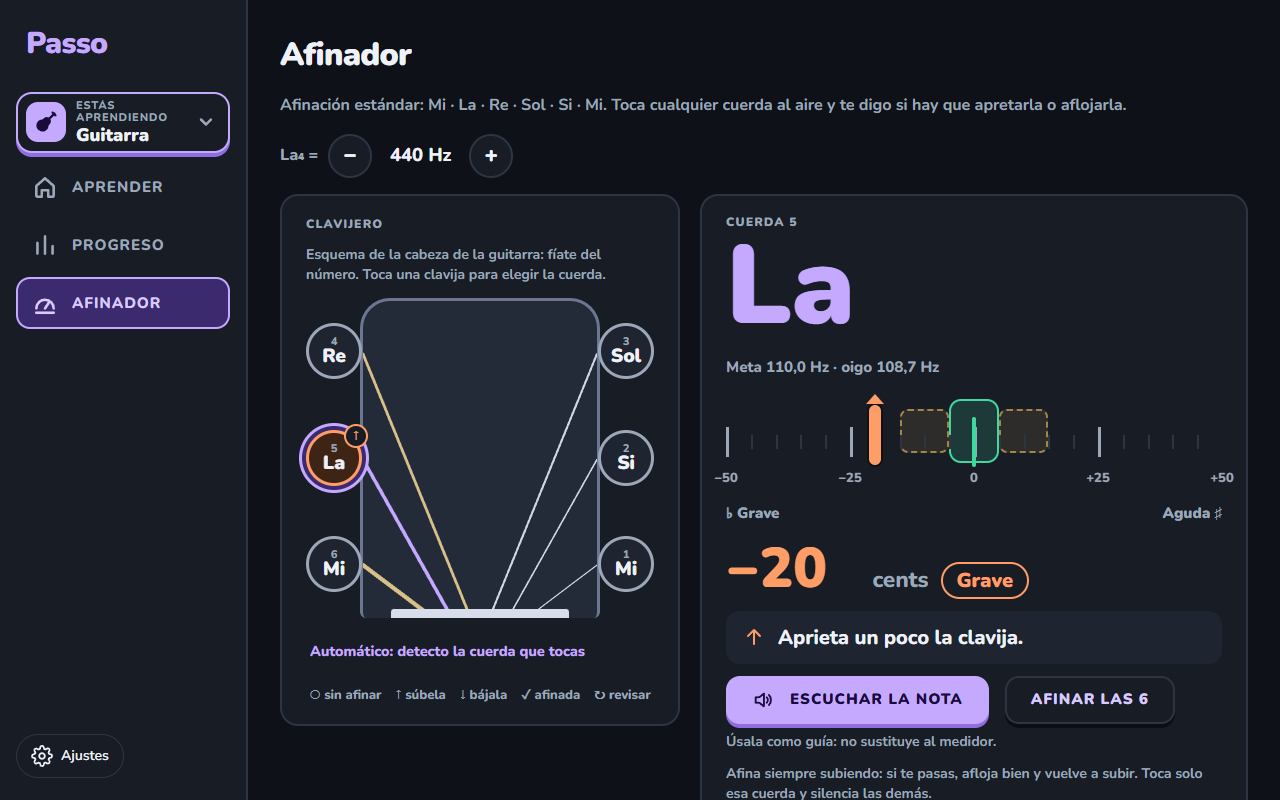 Passo
ESTÁS
APRENDIENDO
Guitarra
APRENDER
PROGRESO
AFINADOR
Ajustes
Afinador
Afinación estándar: Mi · La · Re · Sol · Si · Mi. Toca cualquier cuerda al aire y te digo si hay que apretarla o aflojarla.
La₄ = − 440 Hz +
CLAVIJERO
Esquema de la cabeza de la guitarra: fíate del
número. Toca una clavija para elegir la cuerda.
4
Re
3
Sol
↑
5
La
2
Si
6
Mi
1
Mi
Automático: detecto la cuerda que tocas
○ sin afinar ↑ súbela ↓ bájala ✓ afinada ↻ revisar
CUERDA 5
La
Meta 110,0 Hz · oigo 108,7 Hz
−50 −25 0 +25 +50
♭ Grave Aguda ♯
−20 cents Grave
↑ Aprieta un poco la clavija.
ESCUCHAR LA NOTA AFINAR LAS 6
Úsala como guía: no sustituye al medidor.
Afina siempre subiendo: si te pasas, afloja bien y vuelve a subir. Toca solo
esa cuerda y silencia las demás.